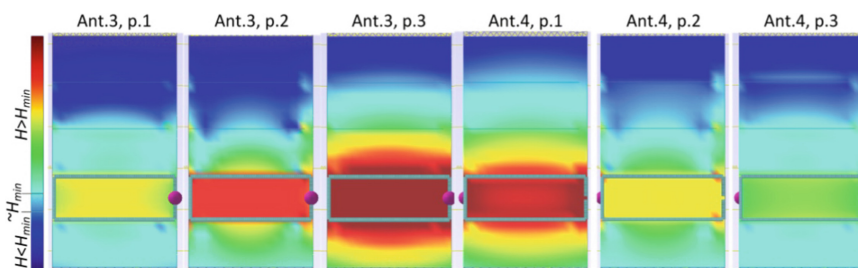 Ant.3, p.1 Ant.3, p.2 Ant.3, p.3 Ant.4, p.1 Ant.4, p.2 Ant.4, p.3
H>Hmin
~Hmin
H<Hmin